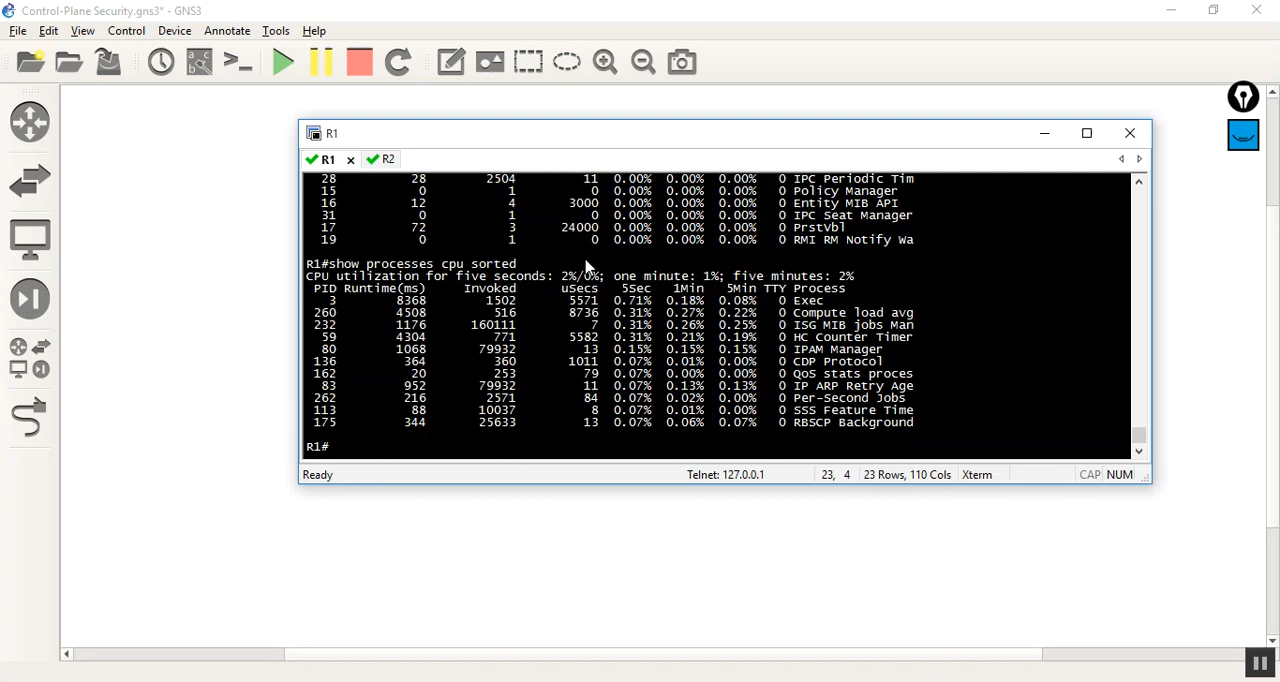 Control-Plane Security.gns3* - GNS3
File Edit View Control Device Annotate Tools Help
R1
R1 x R2
28 28 2504 11 0.00% 0.00% 0.00% 0 IPC Periodic Tim
15 0 1 0 0.00% 0.00% 0.00% 0 Policy Manager
16 12 4 3000 0.00% 0.00% 0.00% 0 Entity MIB API
31 0 1 0 0.00% 0.00% 0.00% 0 IPC Seat Manager
17 72 3 24000 0.00% 0.00% 0.00% 0 PrstVbl
19 0 1 0 0.00% 0.00% 0.00% 0 RMI RM Notify Wa
R1#show processes cpu sorted
CPU utilization for five seconds: 2%/0%; one minute: 1%; five minutes: 2%
PID Runtime(ms) Invoked uSecs 5Sec 1Min 5Min TTY Process
3 8368 1502 5571 0.71% 0.18% 0.08% 0 Exec
260 4508 516 8736 0.31% 0.27% 0.22% 0 Compute load avg
232 1176 160111 7 0.31% 0.26% 0.25% 0 ISG MIB jobs Man
59 4304 771 5582 0.31% 0.21% 0.19% 0 HC Counter Timer
80 1068 79932 13 0.15% 0.15% 0.15% 0 IPAM Manager
136 364 360 1011 0.07% 0.01% 0.00% 0 CDP Protocol
162 20 253 79 0.07% 0.00% 0.00% 0 QoS stats proces
83 952 79932 11 0.07% 0.13% 0.13% 0 IP ARP Retry Age
262 216 2571 84 0.07% 0.02% 0.00% 0 Per-Second Jobs
113 88 10037 8 0.07% 0.01% 0.00% 0 SSS Feature Time
175 344 25633 13 0.07% 0.06% 0.07% 0 RBSCP Background
R1#
Ready Telnet: 127.0.0.1 23, 4 23 Rows, 110 Cols Xterm CAP NUM